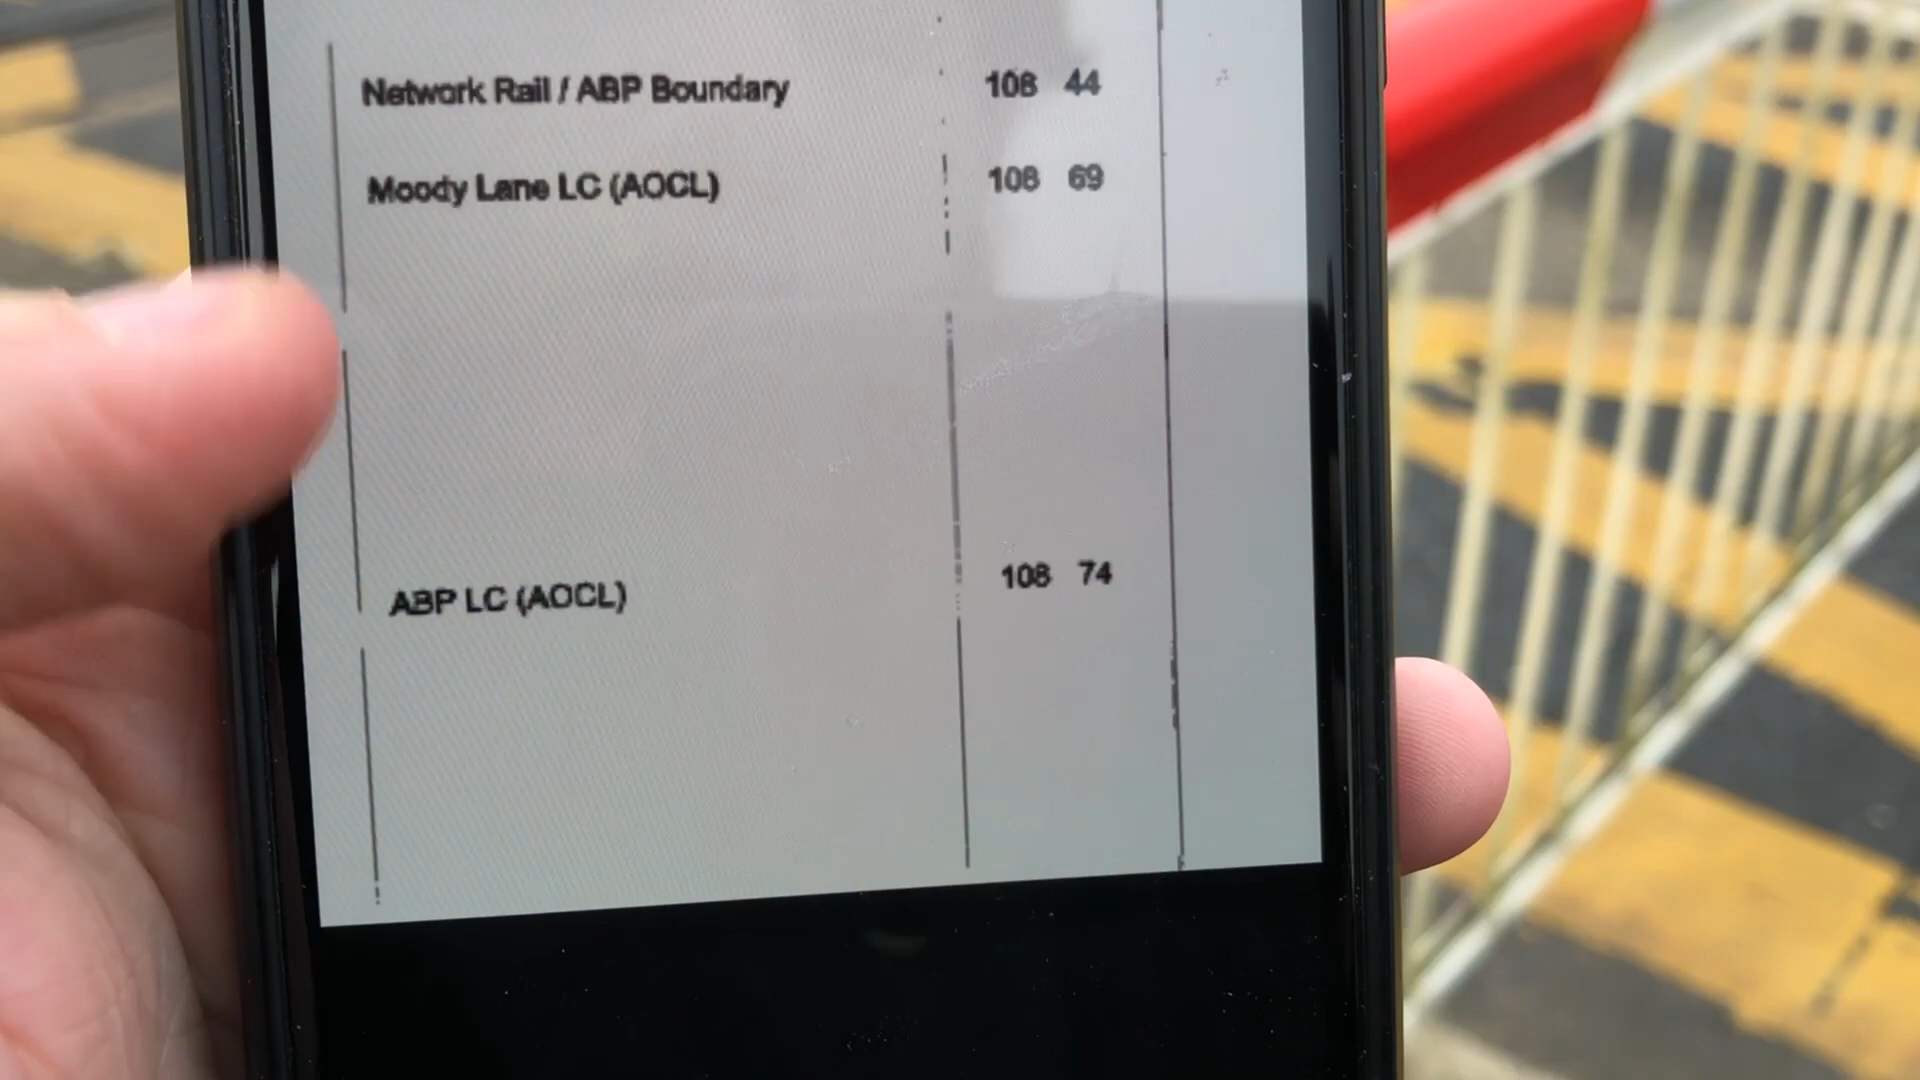 Network Rail / ABP Boundary 108 44
Moody Lane LC (AOCL) 108 69
ABP LC (AOCL) 108 74